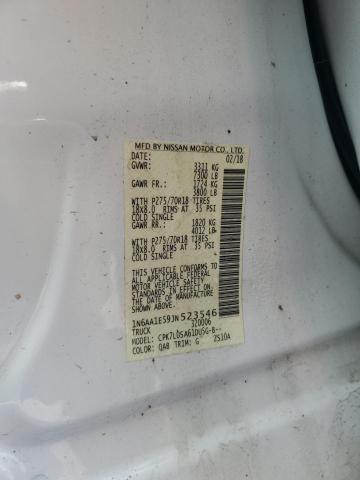 MFD BY NISSAN MOTOR CO., LTD.
DATE: 02/18
GVWR: 3311 KG
7300 LB
GAWR FR.: 1724 KG
3800 LB
WITH P275/70R18 TIRES
18X8.0 RIMS AT 35 PSI
COLD SINGLE
GAWR RR.: 1820 KG
4012 LB
WITH P275/70R18 TIRES
18X8.0 RIMS AT 35 PSI
COLD SINGLE
THIS VEHICLE CONFORMS TO
ALL APPLICABLE FEDERAL
MOTOR VEHICLE SAFETY
STANDARDS IN EFFECT
ON THE DATE OF
MANUFACTURE SHOWN ABOVE.
1N6AA1E59JN523546
TRUCK 320006
MODEL:
COLOR: QAB TRIM: G 2S10A